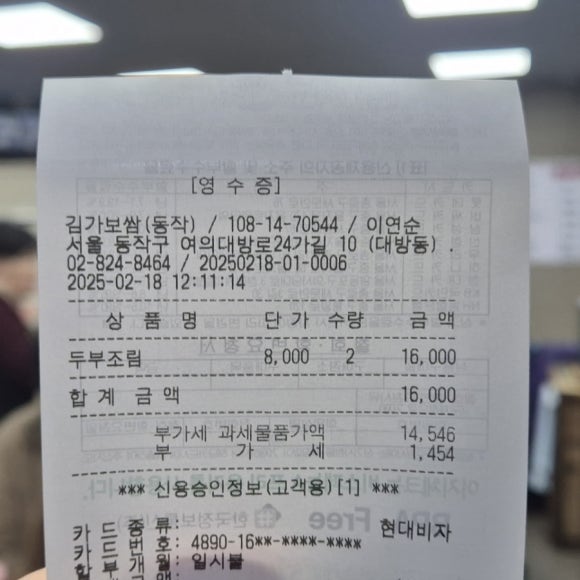 [영 수 증]
김가보쌈(동작) / 108-14-70544 / 이연순
서울 동작구 여의대방로24가길 10 (대방동) .
02-824-8464 / 20250218-01-0006
2025-02-18 12:11:14
상 품 명 단 가 수량 금 액
두부조림 8,000 2 16,000
합 계 금 액 16,000
부가세 과세물품가액 14,546
부 가 세 1,454
*** 신용승인정보(고객용)[1] ***
카 드 종 류: 현대비자
카 드 번 호: 4890-16**-****-****
할 부 개 월: 일시불